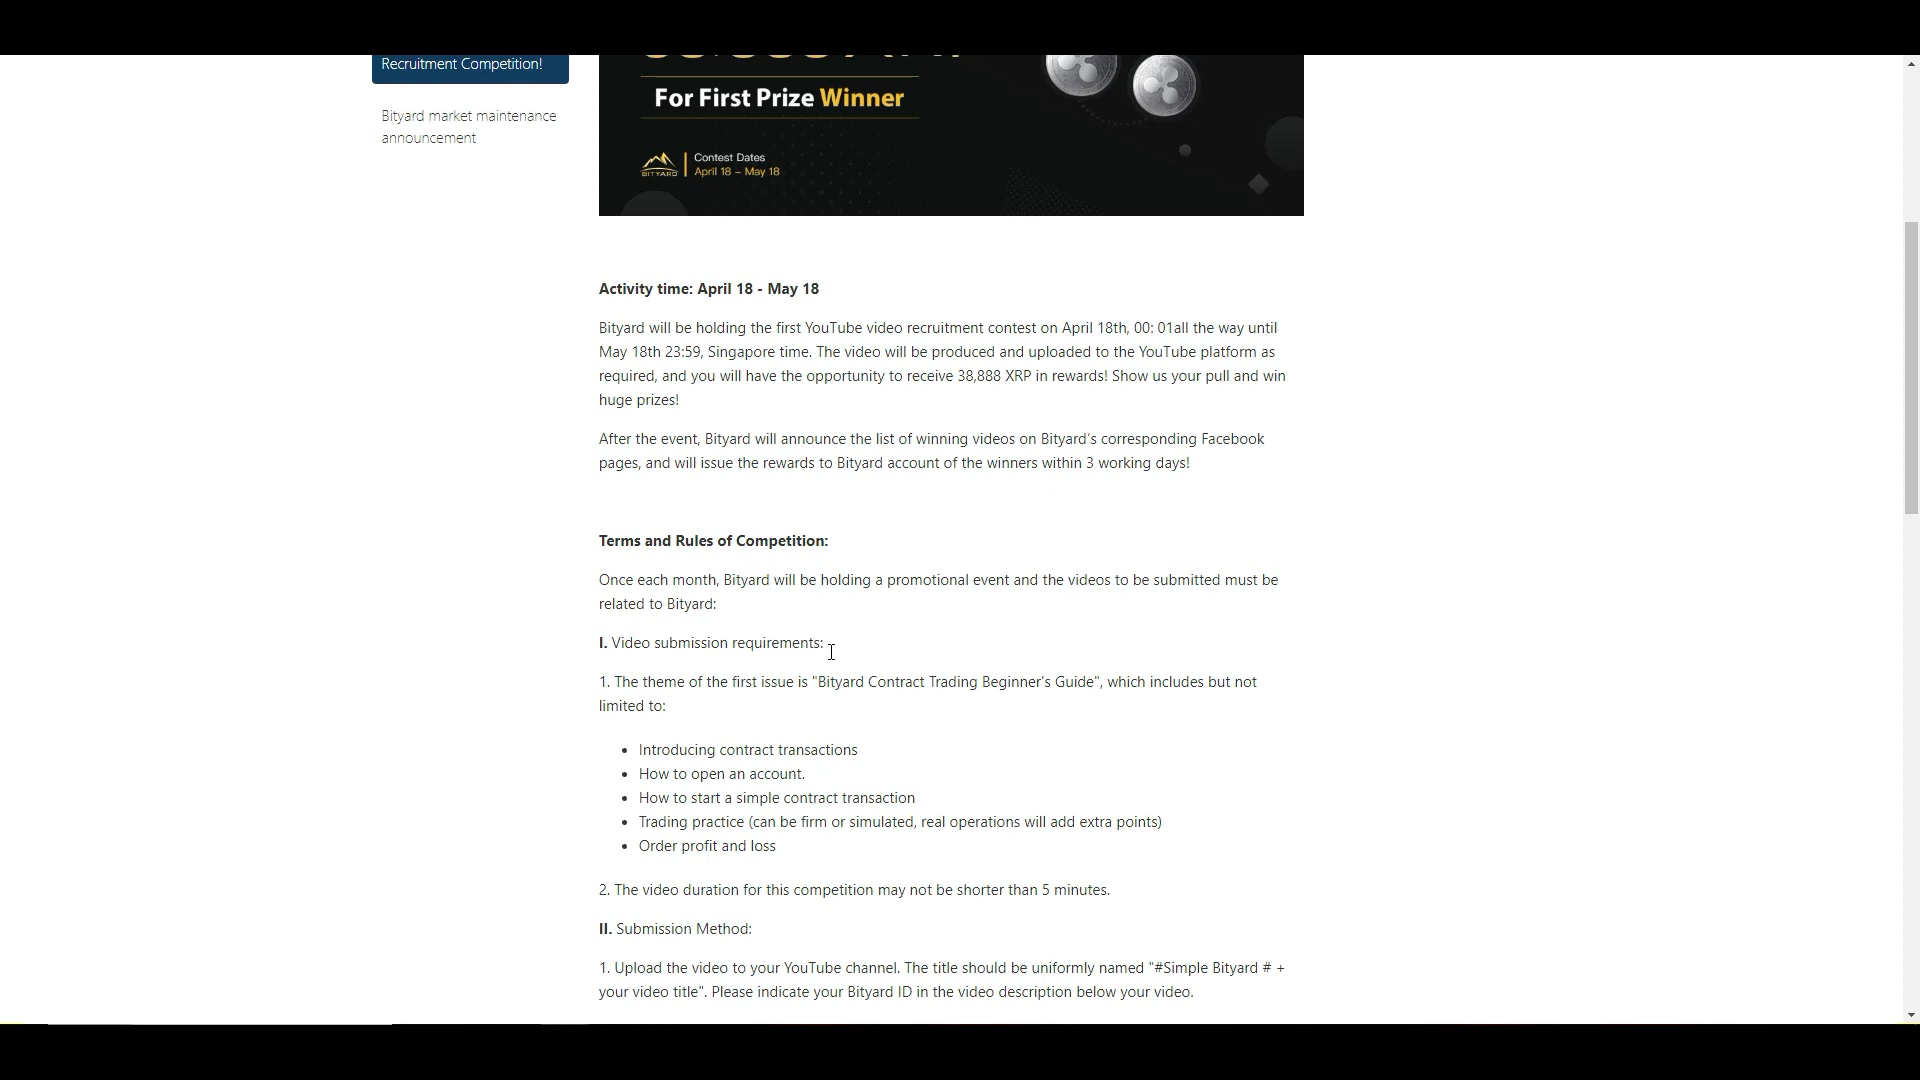 Recruitment Competition!
Bityard market maintenance
announcement
For First Prize Winner
BITYARD
Contest Dates
April 18 – May 18
Activity time: April 18 - May 18
Bityard will be holding the first YouTube video recruitment contest on April 18th, 00: 01all the way until
May 18th 23:59, Singapore time. The video will be produced and uploaded to the YouTube platform as
required, and you will have the opportunity to receive 38,888 XRP in rewards! Show us your pull and win
huge prizes!
After the event, Bityard will announce the list of winning videos on Bityard's corresponding Facebook
pages, and will issue the rewards to Bityard account of the winners within 3 working days!
Terms and Rules of Competition:
Once each month, Bityard will be holding a promotional event and the videos to be submitted must be
related to Bityard:
I. Video submission requirements:
1. The theme of the first issue is "Bityard Contract Trading Beginner's Guide", which includes but not
limited to:
• Introducing contract transactions
• How to open an account.
• How to start a simple contract transaction
• Trading practice (can be firm or simulated, real operations will add extra points)
• Order profit and loss
2. The video duration for this competition may not be shorter than 5 minutes.
II. Submission Method:
1. Upload the video to your YouTube channel. The title should be uniformly named "#Simple Bityard # +
your video title". Please indicate your Bityard ID in the video description below your video.